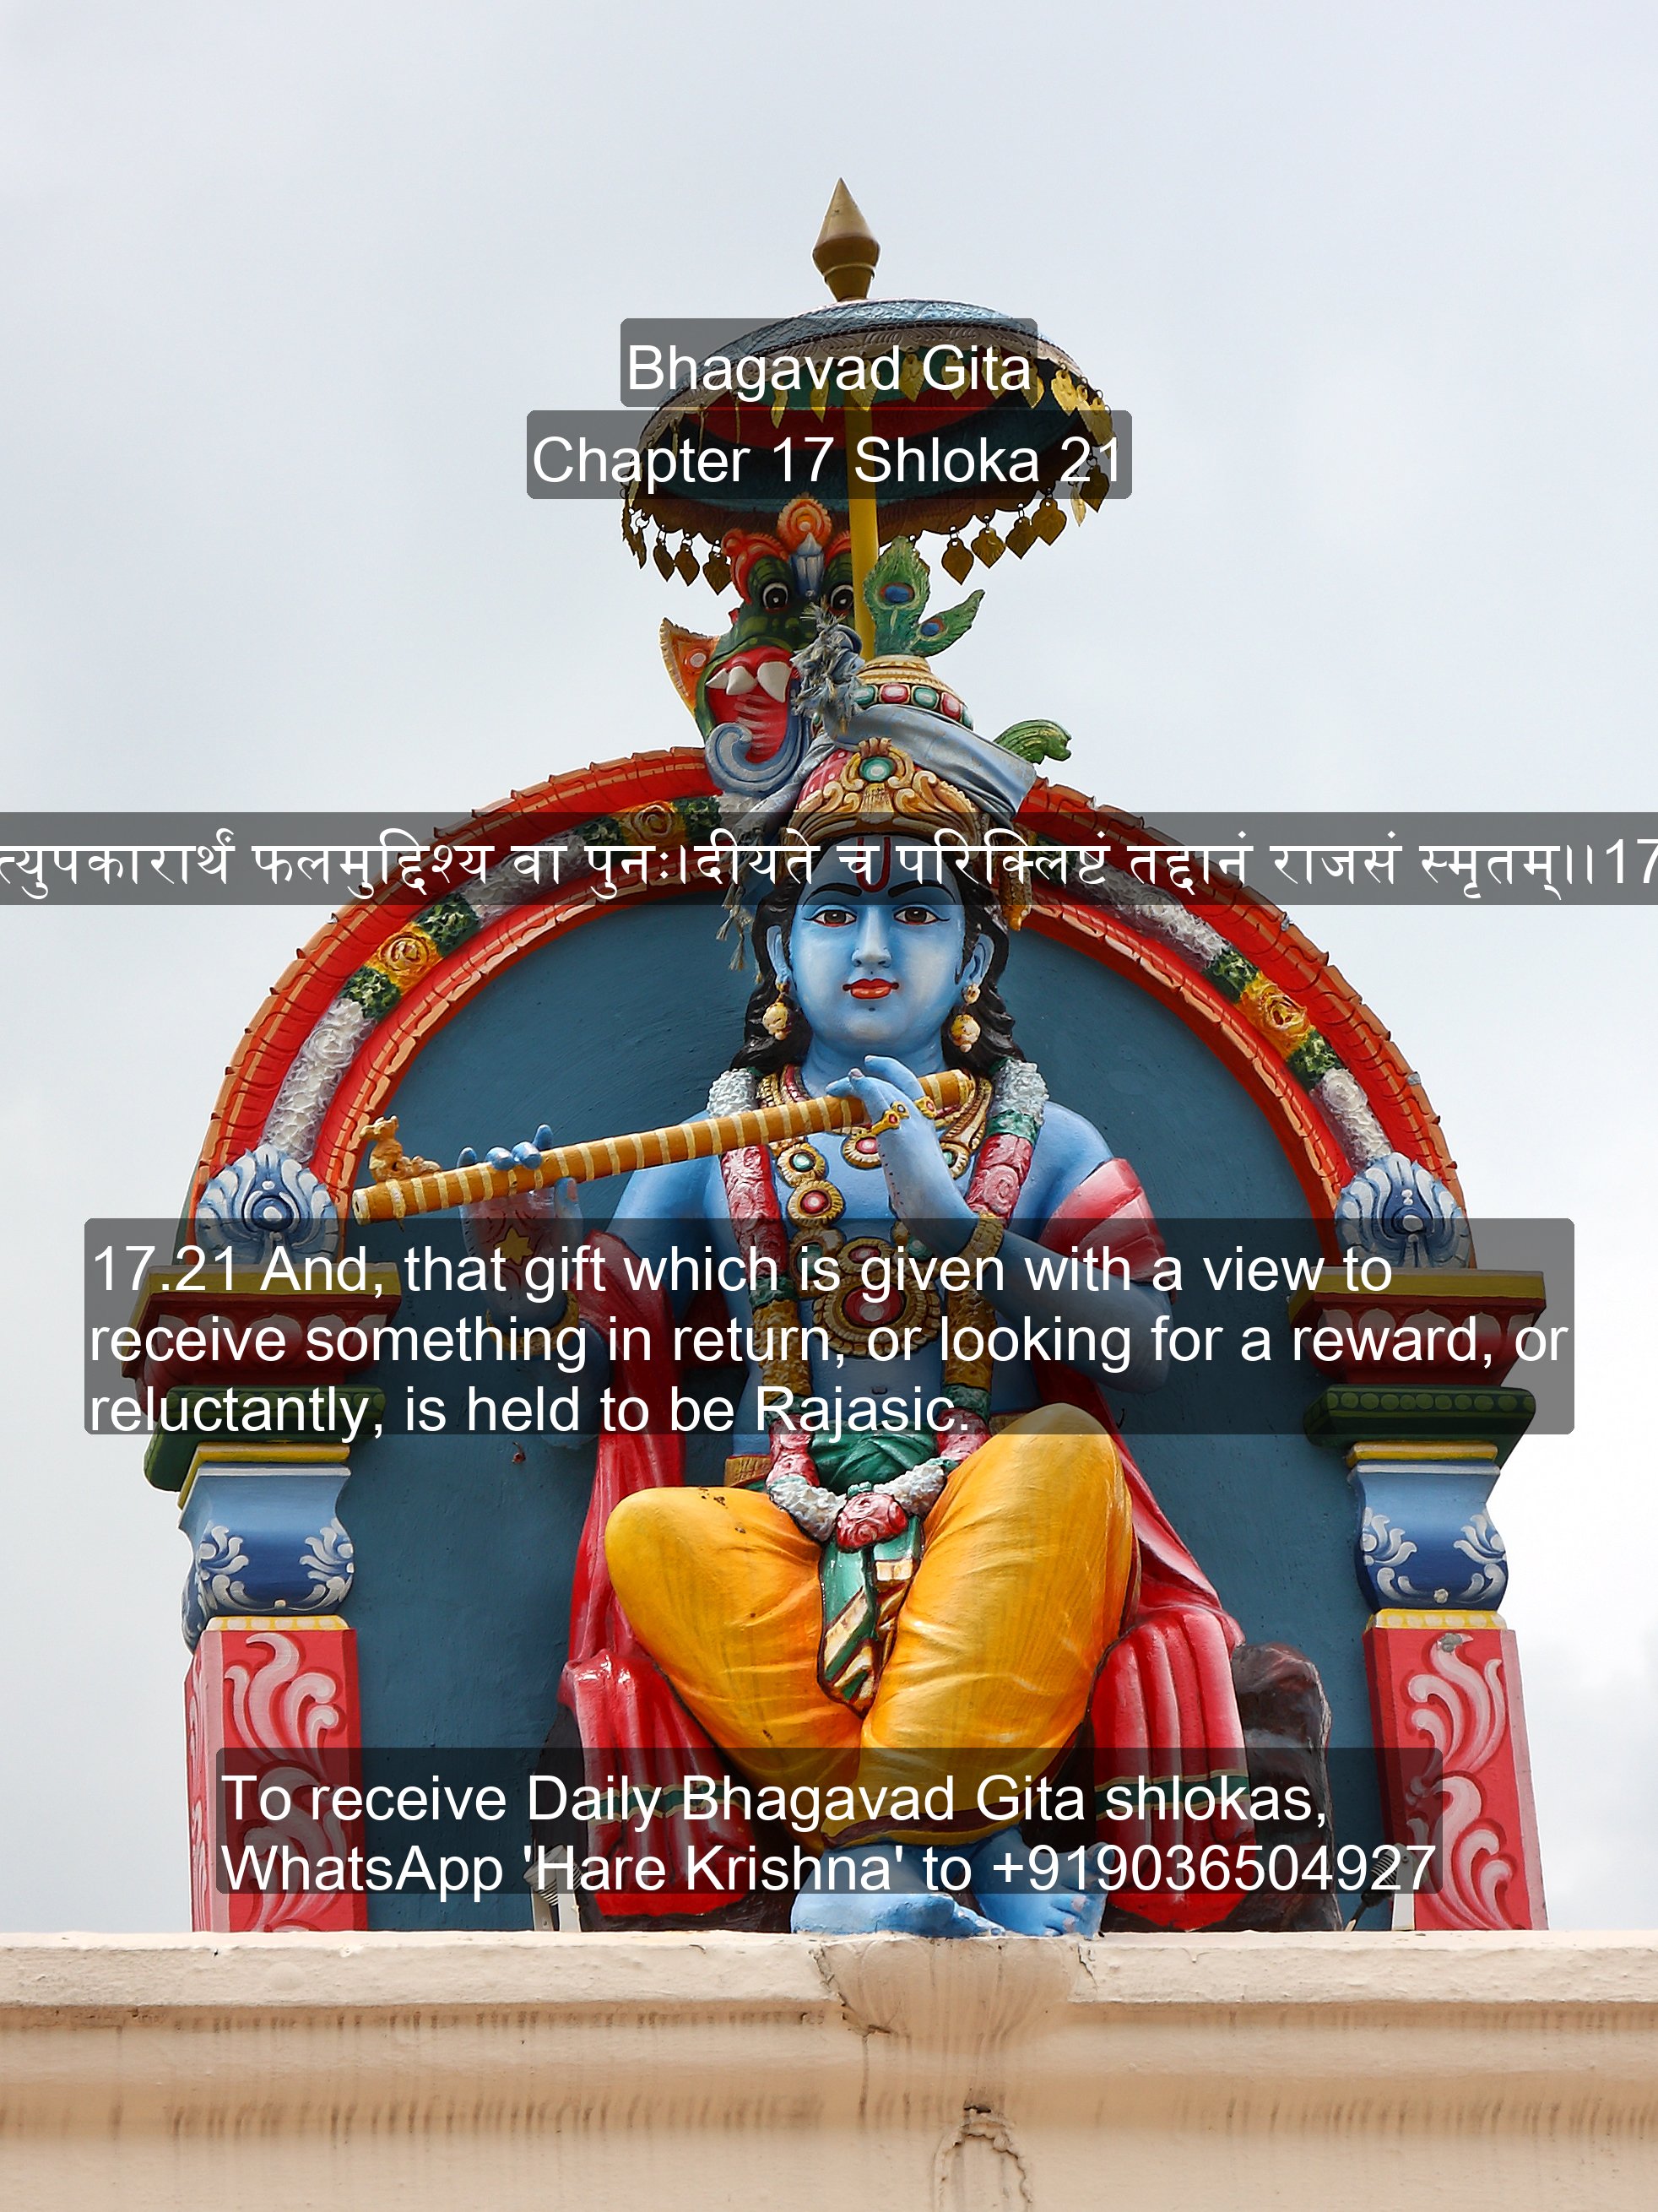 Bhagavad Gita
Chapter 17 Shloka 21
त्युपकारार्थं फलमुद्दिश्य वा पुनः।दीयते च परिक्लिष्टं तद्दानं राजसं स्मृतम्।।17
17.21 And, that gift which is given with a view to
receive something in return, or looking for a reward, or
reluctantly, is held to be Rajasic.
To receive Daily Bhagavad Gita shlokas,
WhatsApp 'Hare Krishna' to +919036504927